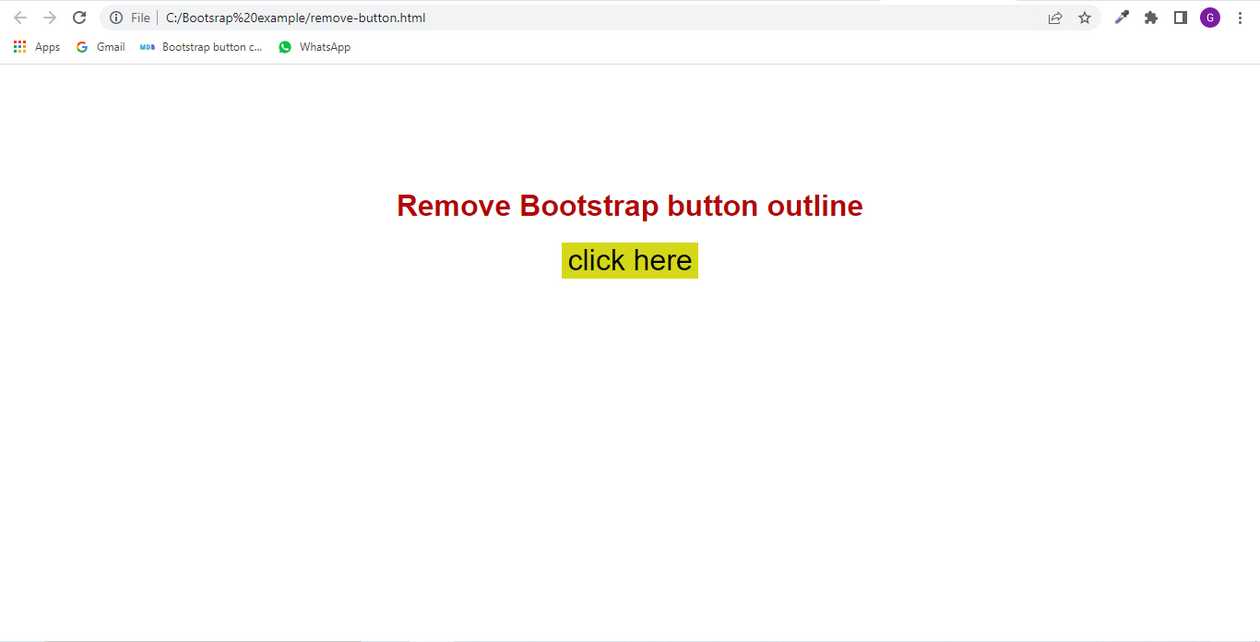 File C:/Bootsrap%20example/remove-button.html G
Apps Gmail MDB Bootstrap button c... WhatsApp
Remove Bootstrap button outline
click here